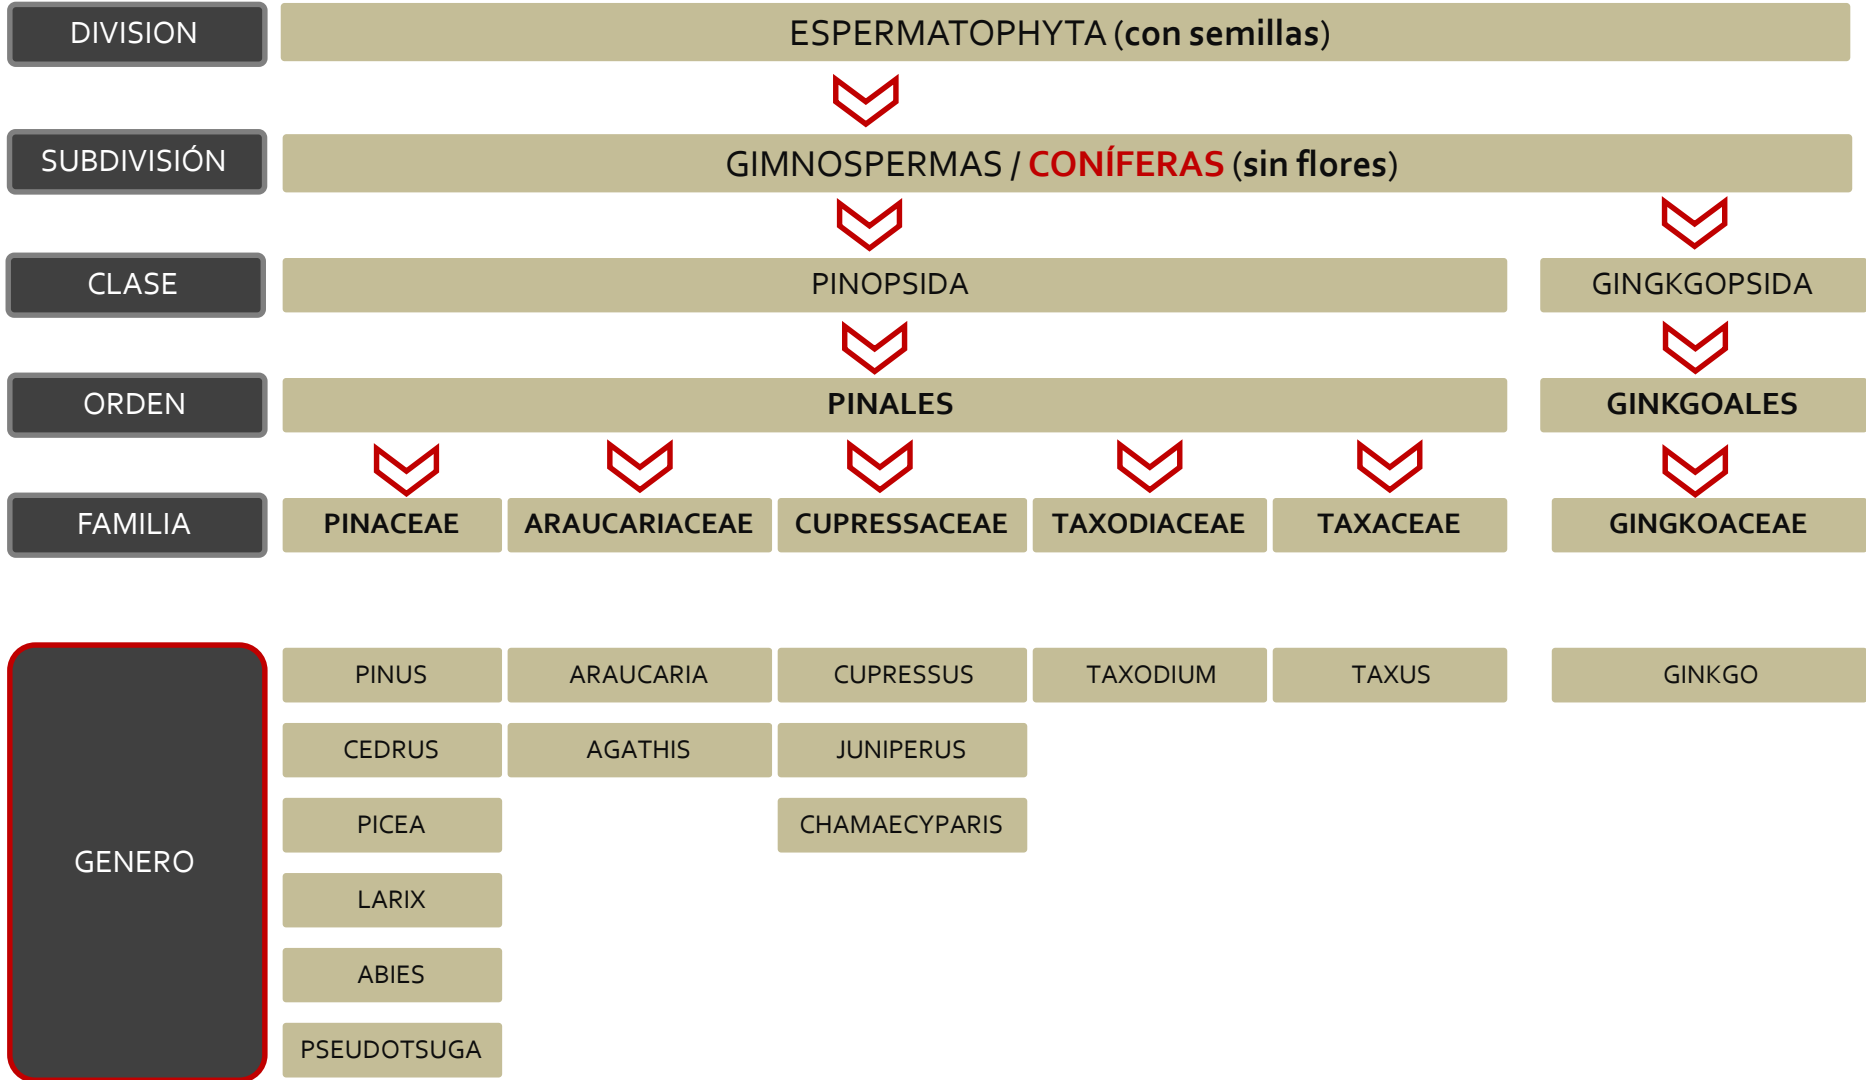 DIVISION
ESPERMATOPHYTA (con semillas)
SUBDIVISIÓN
GIMNOSPERMAS / CONÍFERAS (sin flores)
CLASE
PINOPSIDA
GINGKGOPSIDA
ORDEN
PINALES
GINKGOALES
FAMILIA
PINACEAE
ARAUCARIACEAE
CUPRESSACEAE
TAXODIACEAE
TAXACEAE
GINGKOACEAE
GENERO
PINUS
ARAUCARIA
CUPRESSUS
TAXODIUM
TAXUS
GINKGO
CEDRUS
AGATHIS
JUNIPERUS
PICEA
CHAMAECYPARIS
LARIX
ABIES
PSEUDOTSUGA